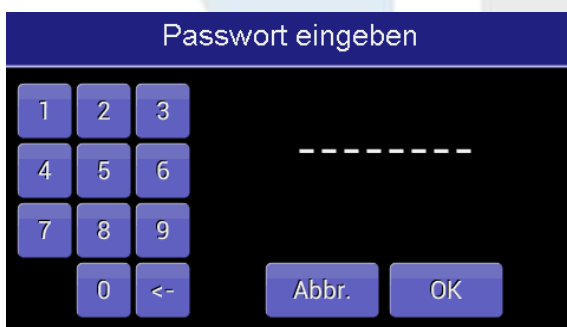 Passwort eingeben
1 2 3
4 5 6
7 8 9
0 <-
--------
Abbr. OK